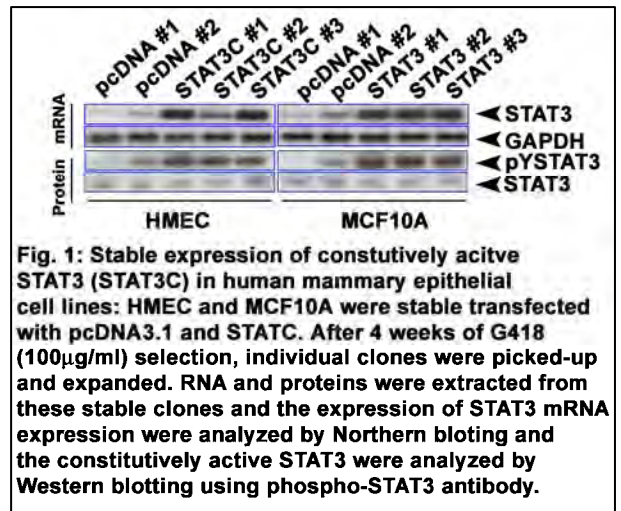 pcDNA #1 pcDNA #2 STAT3C #1 STAT3C #2 STAT3C #3 pcDNA #1 pcDNA #2 STAT3 #1 STAT3 #2 STAT3 #3
mRNA
STAT3
GAPDH
Protein
pYSTAT3
STAT3
HMEC MCF10A
Fig. 1: Stable expression of constutively acitve
STAT3 (STAT3C) in human mammary epithelial
cell lines: HMEC and MCF10A were stable transfected
with pcDNA3.1 and STATC. After 4 weeks of G418
(100µg/ml) selection, individual clones were picked-up
and expanded. RNA and proteins were extracted from
these stable clones and the expression of STAT3 mRNA
expression were analyzed by Northern bloting and
the constitutively active STAT3 were analyzed by
Western blotting using phospho-STAT3 antibody.